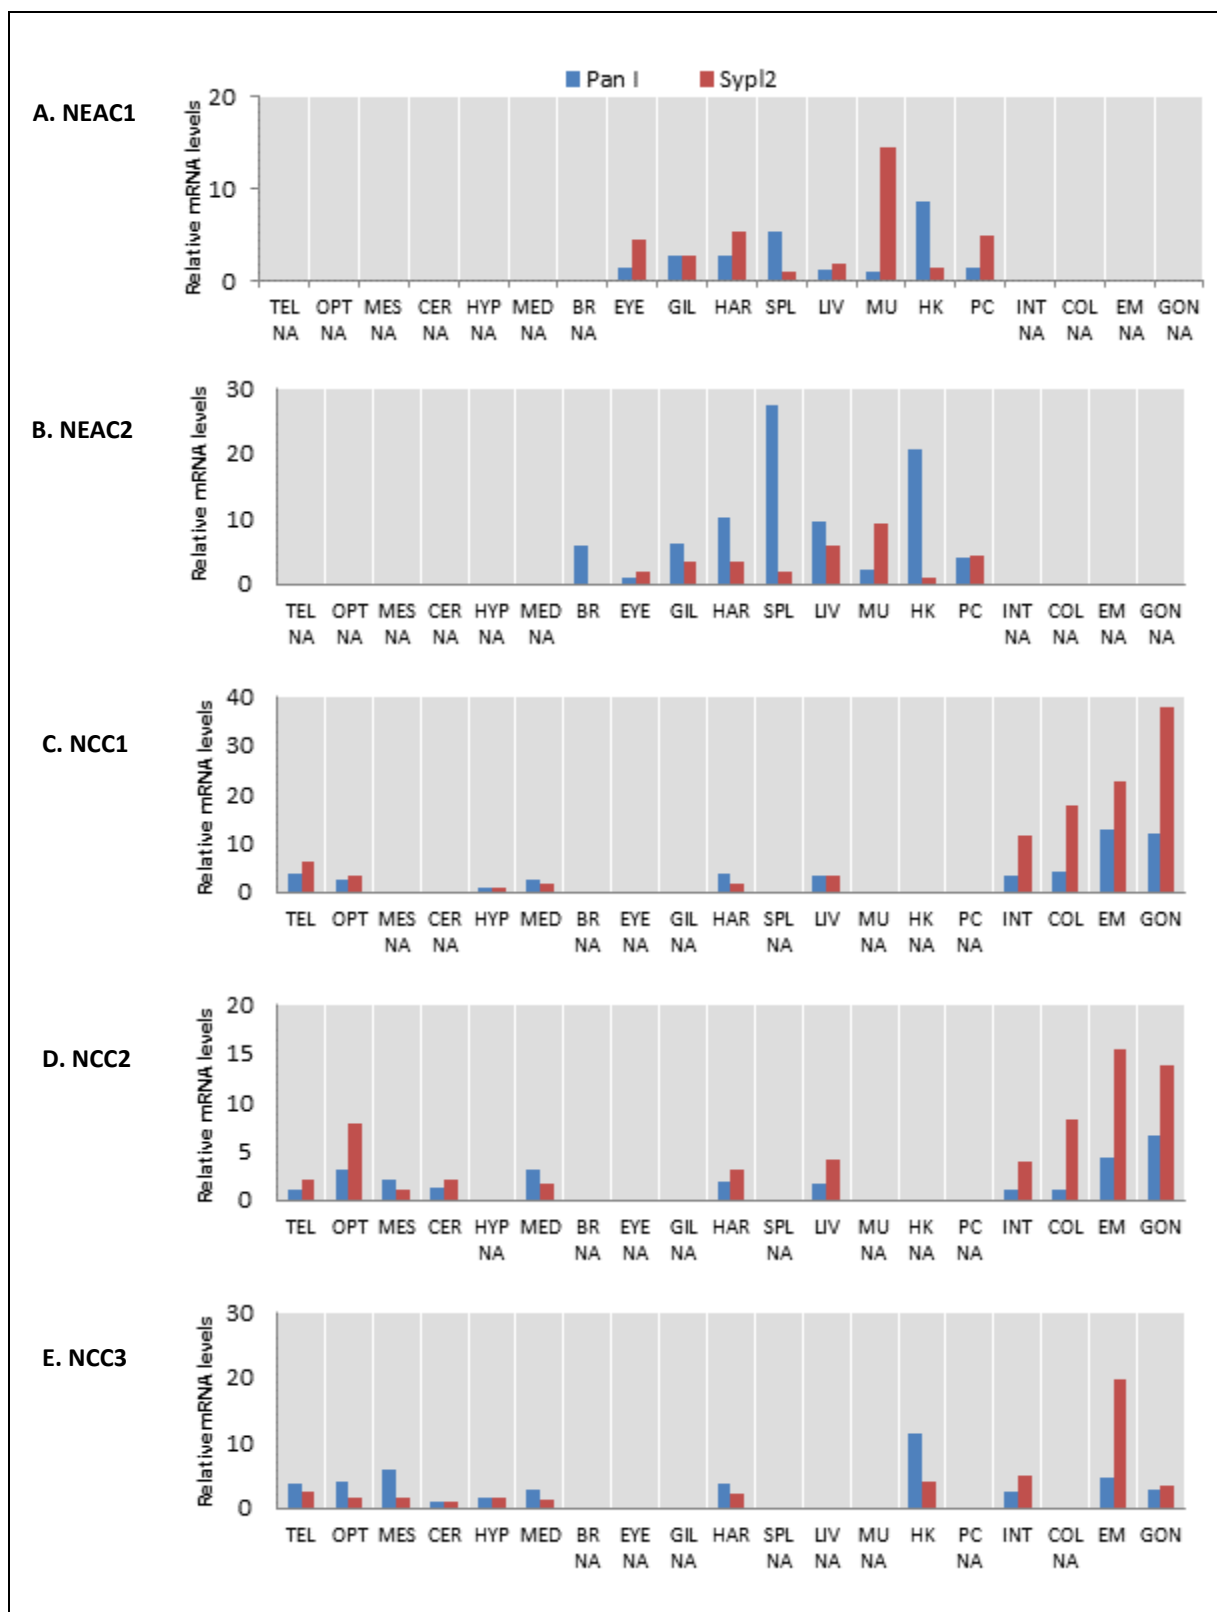 Pan I Sypl2
A. NEAC1
Relative mRNA levels
20
10
0
TEL OPT MES CER HYP MED BR EYE GIL HAR SPL LIV MU HK PC INT COL EM GON
NA NA NA NA NA NA NA NA NA NA NA
B. NEAC2
Relative mRNA levels
30
20
10
0
TEL OPT MES CER HYP MED BR EYE GIL HAR SPL LIV MU HK PC INT COL EM GON
NA NA NA NA NA NA NA NA NA NA
C. NCC1
Relative mRNA levels
40
30
20
10
0
TEL OPT MES CER HYP MED BR EYE GIL HAR SPL LIV MU HK PC INT COL EM GON
NA NA NA NA NA NA NA NA NA
D. NCC2
Relative mRNA levels
20
15
10
5
0
TEL OPT MES CER HYP MED BR EYE GIL HAR SPL LIV MU HK PC INT COL EM GON
NA NA NA NA NA NA NA NA
E. NCC3
Relative mRNA levels
30
20
10
0
TEL OPT MES CER HYP MED BR EYE GIL HAR SPL LIV MU HK PC INT COL EM GON
NA NA NA NA NA NA NA NA